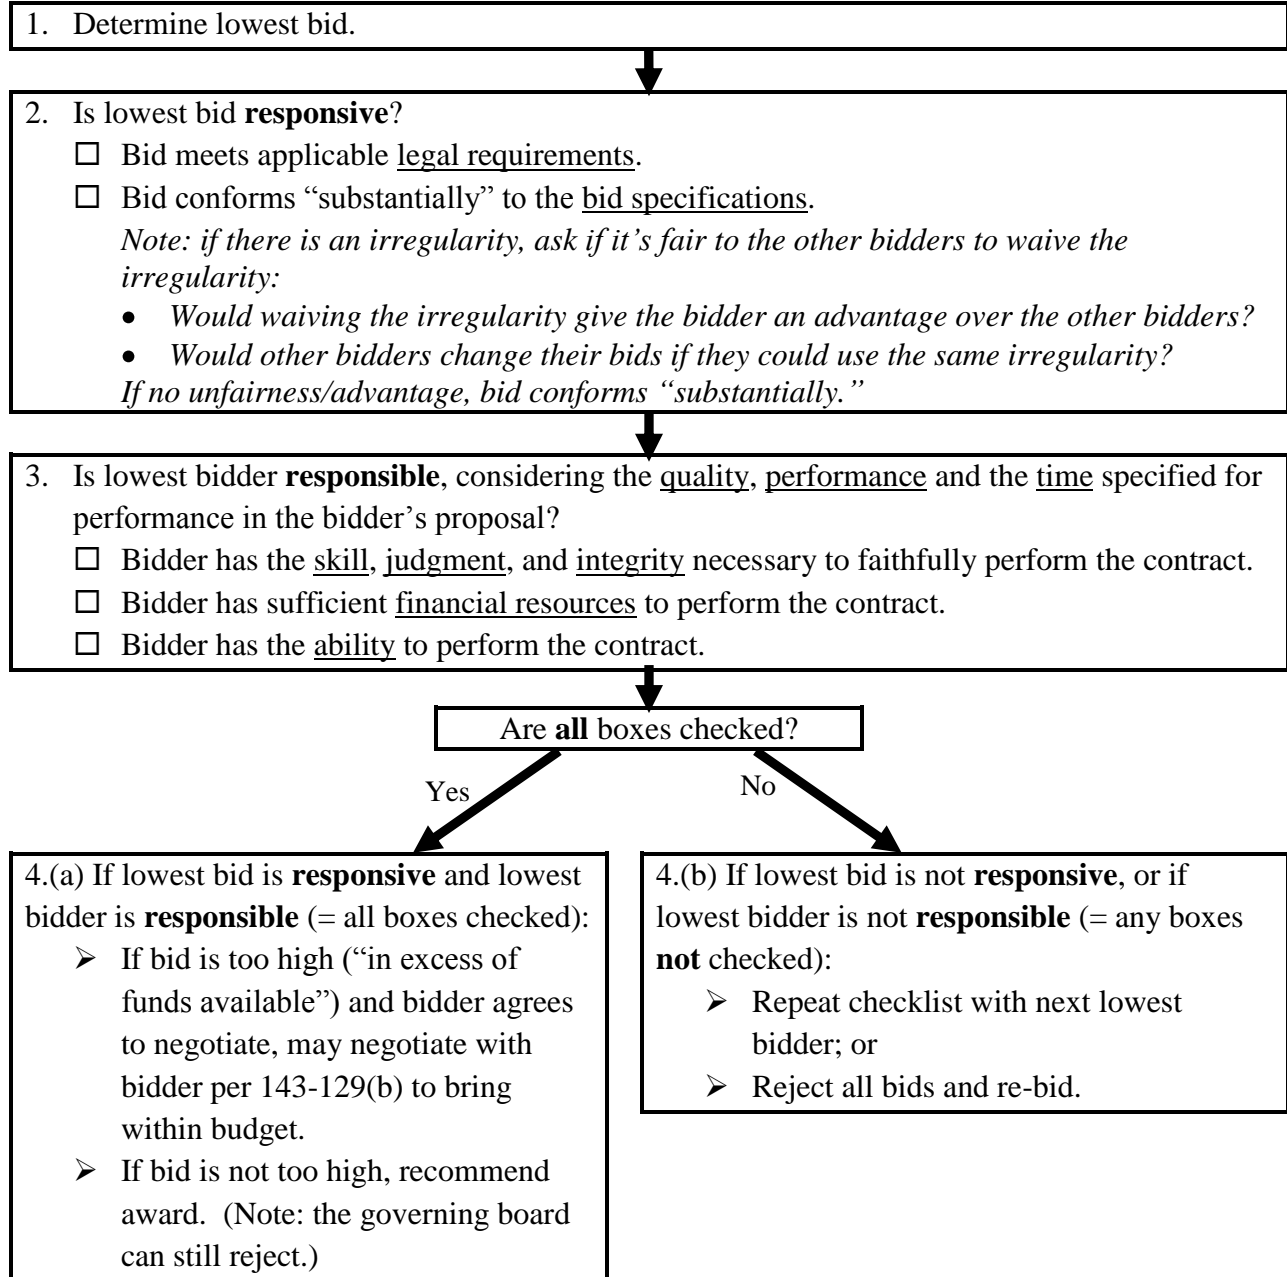 1. Determine lowest bid.
2. Is lowest bid responsive?
☐ Bid meets applicable legal requirements.
☐ Bid conforms “substantially” to the bid specifications.
Note: if there is an irregularity, ask if it’s fair to the other bidders to waive the
irregularity:
• Would waiving the irregularity give the bidder an advantage over the other bidders?
• Would other bidders change their bids if they could use the same irregularity?
If no unfairness/advantage, bid conforms “substantially.”
3. Is lowest bidder responsible, considering the quality, performance and the time specified for
performance in the bidder’s proposal?
☐ Bidder has the skill, judgment, and integrity necessary to faithfully perform the contract.
☐ Bidder has sufficient financial resources to perform the contract.
☐ Bidder has the ability to perform the contract.
Are all boxes checked?
Yes
No
4.(a) If lowest bid is responsive and lowest
bidder is responsible (= all boxes checked):
➢ If bid is too high (“in excess of
funds available”) and bidder agrees
to negotiate, may negotiate with
bidder per 143-129(b) to bring
within budget.
➢ If bid is not too high, recommend
award. (Note: the governing board
can still reject.)
4.(b) If lowest bid is not responsive, or if
lowest bidder is not responsible (= any boxes
not checked):
➢ Repeat checklist with next lowest
bidder; or
➢ Reject all bids and re-bid.